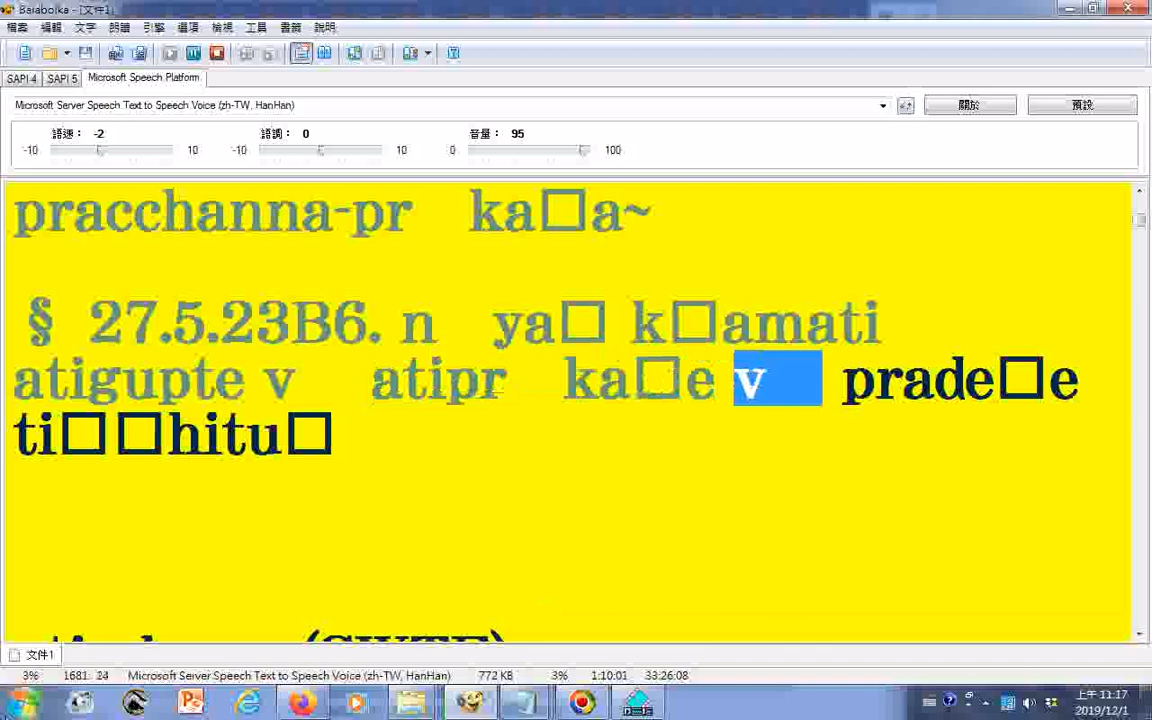 Balabolka - [文件1]
檔案 編輯 文字 朗讀 引擎 選項 檢視 工具 書籤 說明
SAPI 4 SAPI 5 Microsoft Speech Platform
Microsoft Server Speech Text to Speech Voice (zh-TW, HanHan) 關於 預設
語速: -2 語調: 0 音量: 95
-10 10 -10 10 0 100
pracchanna-pr ka□a~
§ 27.5.23B6. n ya□ k□amati
atigupte v atipr ka□e v prade□e
ti□□hitu□
文件1
3% 1681: 24 Microsoft Server Speech Text to Speech Voice (zh-TW, HanHan) 772 KB 3% 1:10:01 33:26:08
上午 11:17
2019/12/1